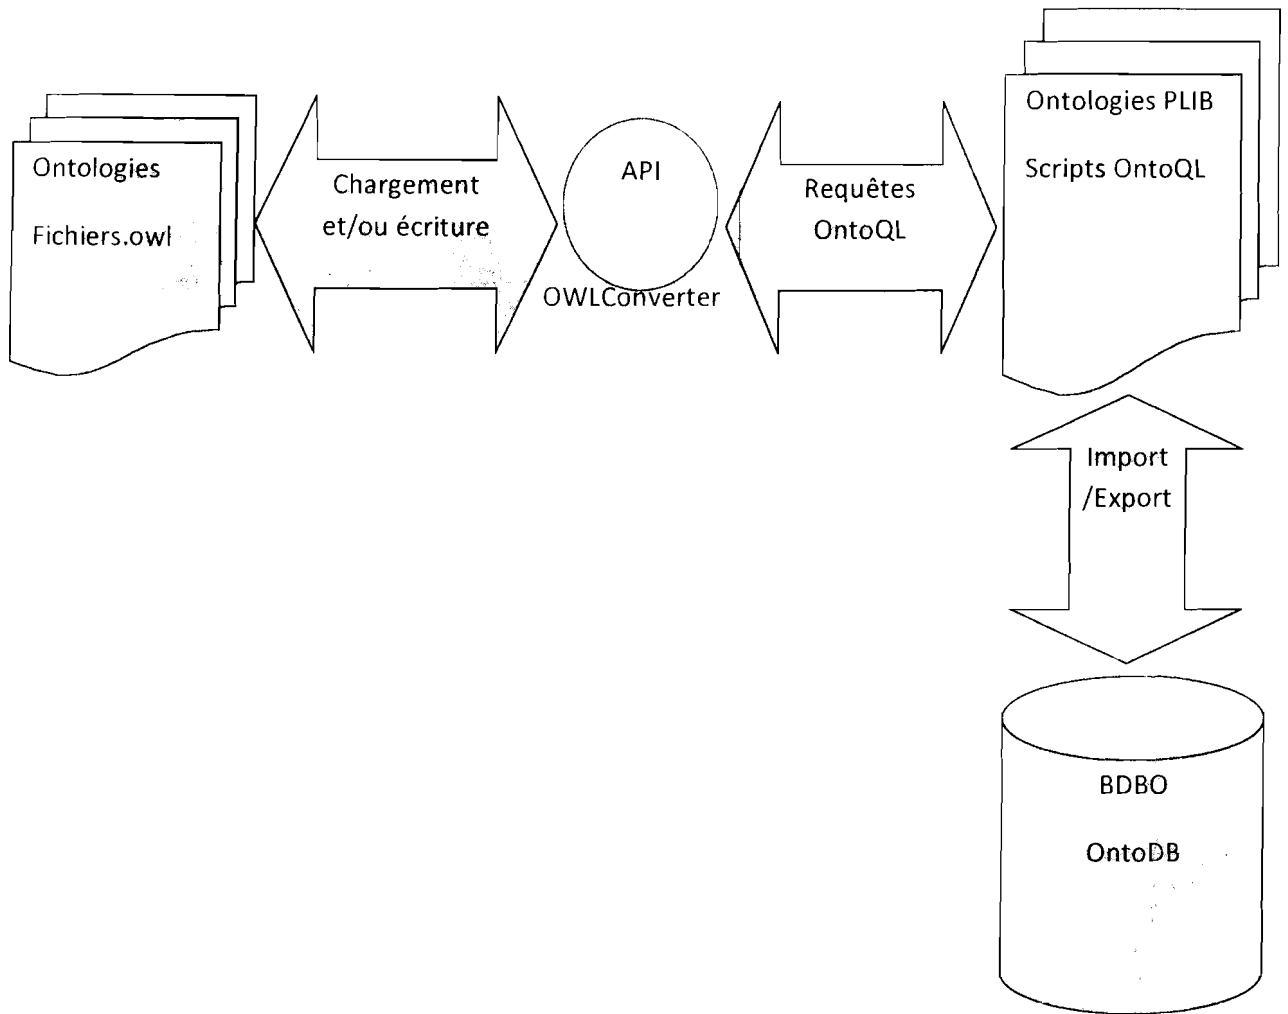 Ontologies
Fichiers.owl
Chargement
et/ou écriture
API
OWLConverter
Requêtes
OntoQL
Ontologies PLIB
Scripts OntoQL
Import
/Export
BDBO
OntoDB